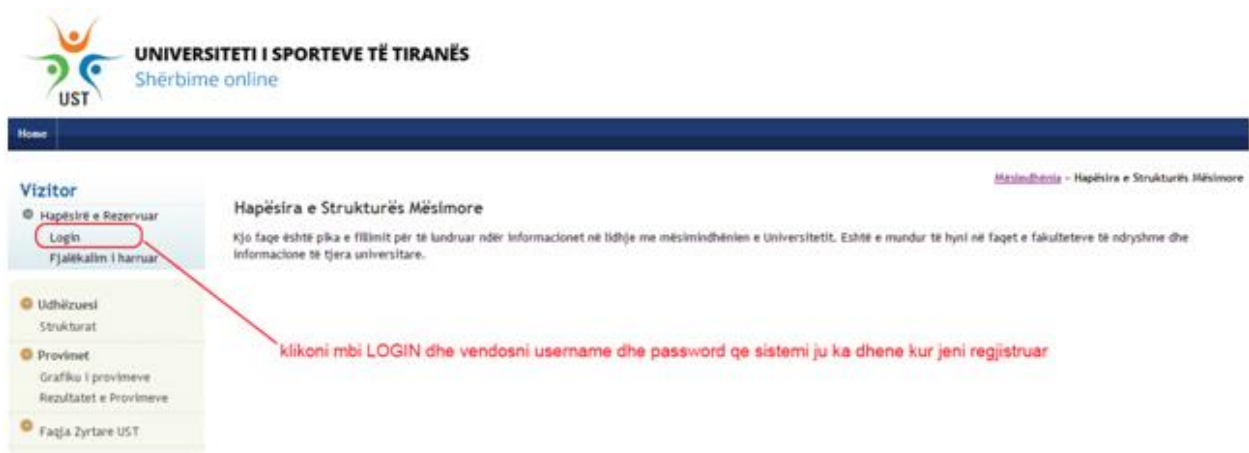 UNIVERSITETI I SPORTEVE TË TIRANËS
Shërbime online
UST
Home
Mësimdhënia - Hapësira e Strukturës Mësimore
Vizitor
Hapësirë e Rezervuar
Login
Fjalëkalim i harruar
Udhëzuesi
Strukturat
Provimet
Grafiku i provimeve
Rezultatet e Provimeve
Faqja Zyrtare UST
Hapësira e Strukturës Mësimore
Kjo faqe është pika e fillimit për të lundruar ndër informacionet në lidhje me mësimindhënien e Universitetit. Eshtë e mundur të hyni në faqet e fakulteteve të ndryshme dhe
informacione të tjera universitare.
klikoni mbi LOGIN dhe vendosni username dhe password qe sistemi ju ka dhene kur jeni regjistruar